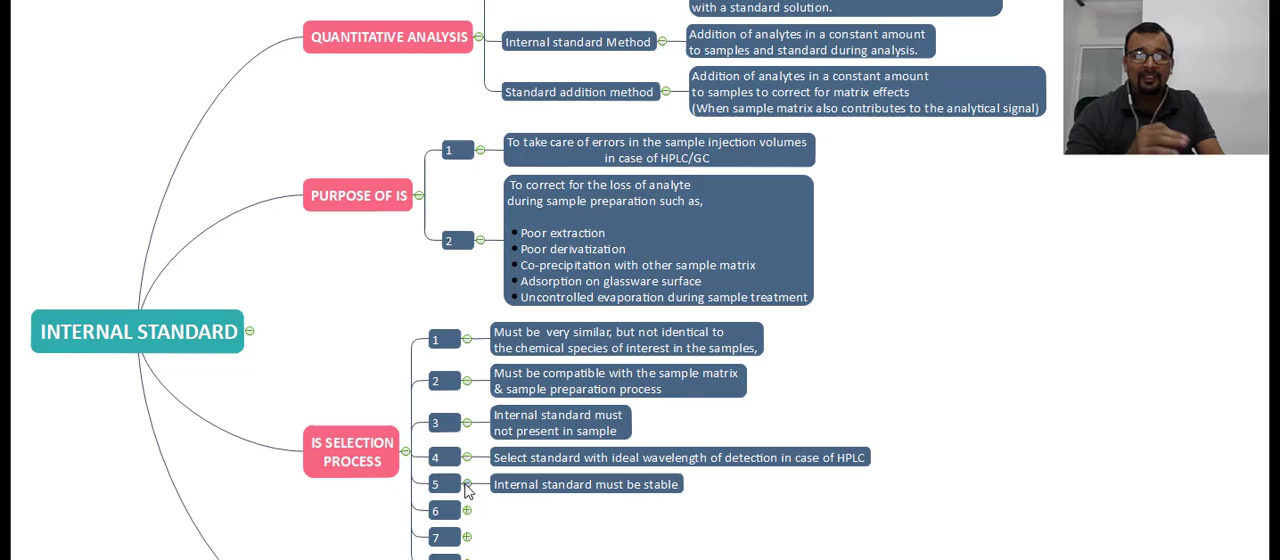 with a standard solution.
QUANTITATIVE ANALYSIS
Internal standard Method
Addition of analytes in a constant amount
to samples and standard during analysis.
Standard addition method
Addition of analytes in a constant amount
to samples to correct for matrix effects
(When sample matrix also contributes to the analytical signal)
PURPOSE OF IS
1
To take care of errors in the sample injection volumes
in case of HPLC/GC
2
To correct for the loss of analyte
during sample preparation such as,
• Poor extraction
• Poor derivatization
• Co-precipitation with other sample matrix
• Adsorption on glassware surface
• Uncontrolled evaporation during sample treatment
INTERNAL STANDARD
IS SELECTION
PROCESS
1
Must be very similar, but not identical to
the chemical species of interest in the samples,
2
Must be compatible with the sample matrix
& sample preparation process
3
Internal standard must
not present in sample
4
Select standard with ideal wavelength of detection in case of HPLC
5
Internal standard must be stable
6
7